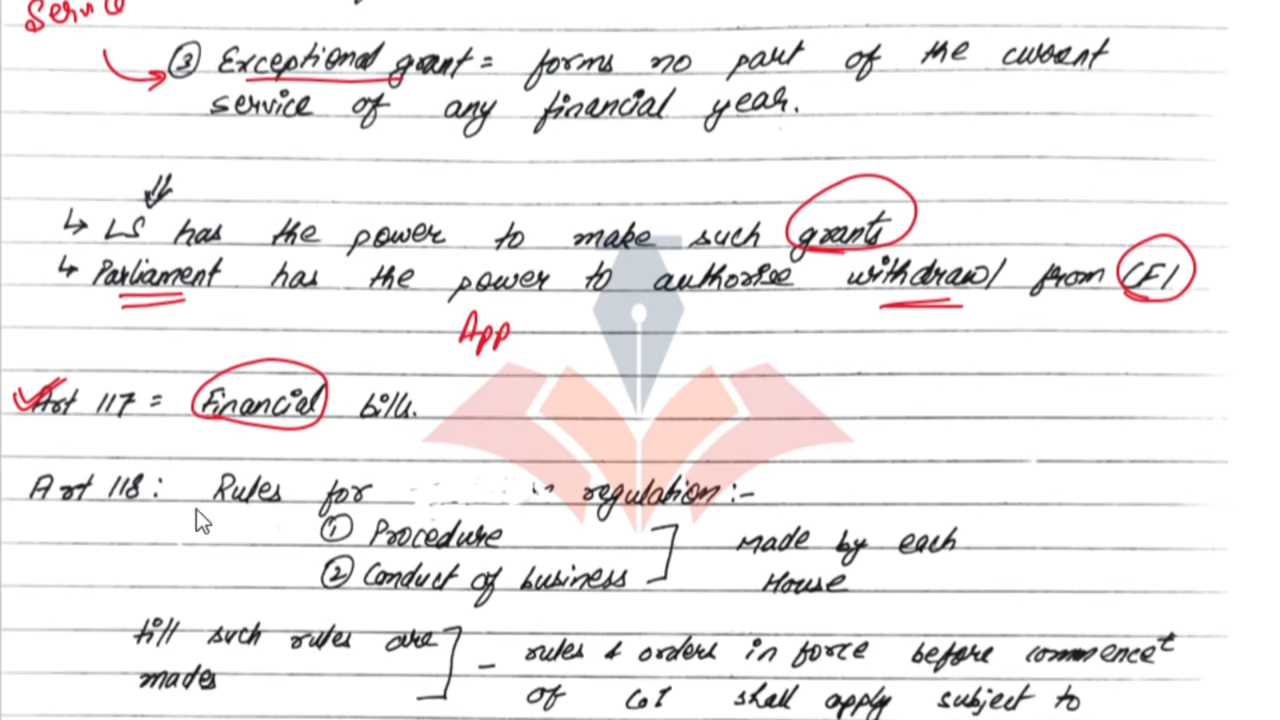 Service
③ Exceptional grant = forms no part of the current
service of any financial year.
↳ LS has the power to make such grants
↳ Parliament has the power to authorise withdrawl from CFI
App
Art 117 = Financial bills.
Art 118: Rules for regulation:-
① Procedure
② Conduct of business
made by each
House
till such rules are
mades
- rules & orders in force before commencet
of CoI shall apply subject to